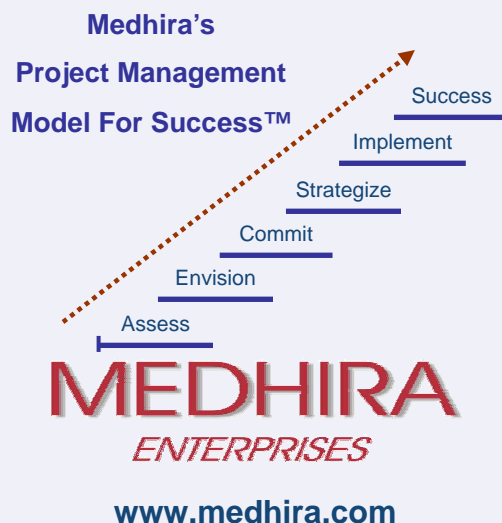 Medhira's
Project Management
Model For Success™
Success
Implement
Strategize
Commit
Envision
Assess
MEDHIRA
ENTERPRISES
www.medhira.com